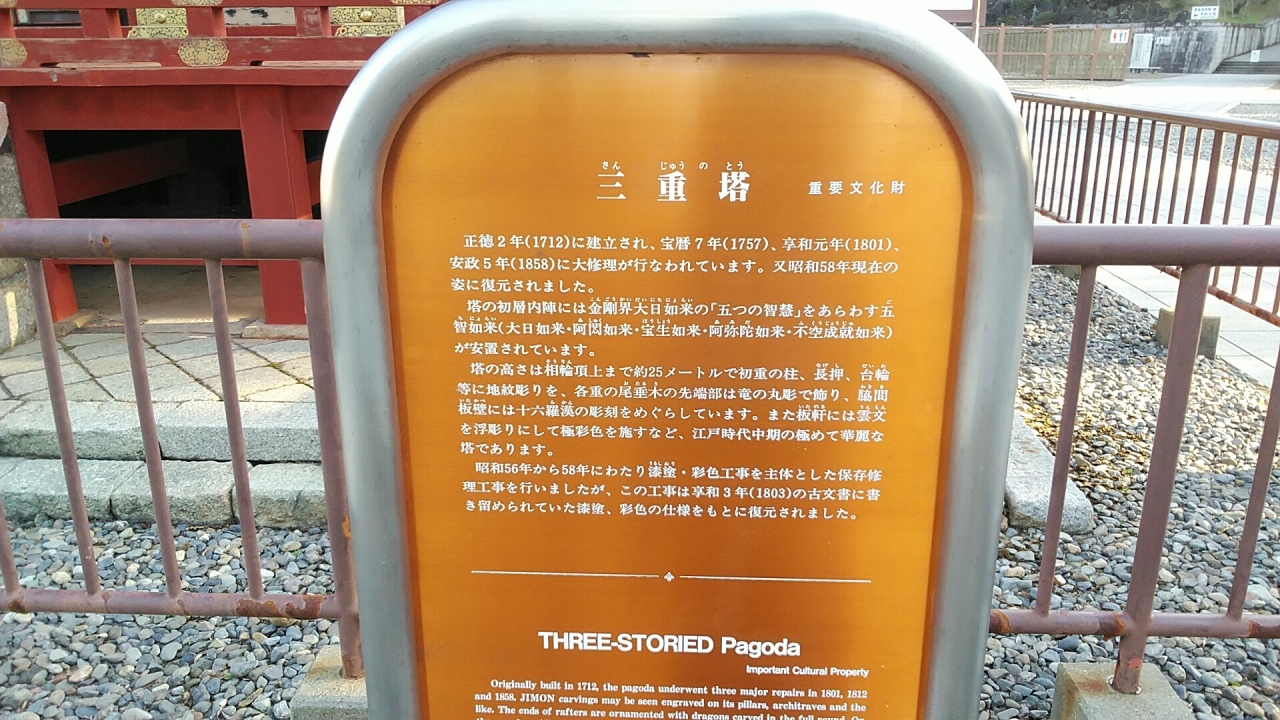 三重塔 重要文化財
さん じゅう の とう
正徳2年(1712)に建立され、宝暦7年(1757)、享和元年(1801)、
安政5年(1858)に大修理が行なわれています。又昭和58年現在の
姿に復元されました。
塔の初層内陣には金剛界大日如来の「五つの智慧」をあらわす五
智如来(大日如来・阿閦如来・宝生如来・阿弥陀如来・不空成就如来)
が安置されています。
塔の高さは相輪頂上まで約25メートルで初重の柱、長押、台輪
等に地紋彫りを、各重の尾垂木の先端部は竜の丸彫で飾り、脇間
板壁には十六羅漢の彫刻をめぐらしています。また板軒には雲文
を浮彫りにして極彩色を施すなど、江戸時代中期の極めて華麗な
塔であります。
昭和56年から58年にわたり漆塗・彩色工事を主体とした保存修
理工事を行いましたが、この工事は享和3年(1803)の古文書に書
き留められていた漆塗、彩色の仕様をもとに復元されました。
THREE-STORIED Pagoda
Important Cultural Property
Originally built in 1712, the pagoda underwent three major repairs in 1801, 1812
and 1858. JIMON carvings may be seen engraved on its pillars, architraves and the
like. The ends of rafters are ornamented with dragons carved in the full round. On